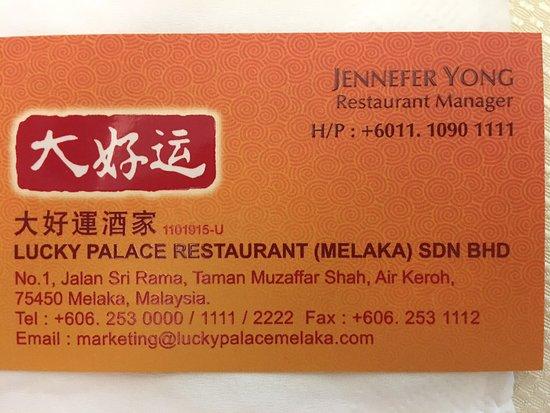 JENNEFER YONG
Restaurant Manager
H/P : +6011. 1090 1111
大好运
大好運酒家 1101915-U
LUCKY PALACE RESTAURANT (MELAKA) SDN BHD
No.1, Jalan Sri Rama, Taman Muzaffar Shah, Air Keroh,
75450 Melaka, Malaysia.
Tel : +606. 253 0000 / 1111 / 2222 Fax : +606. 253 1112
Email : marketing@luckypalacemelaka.com